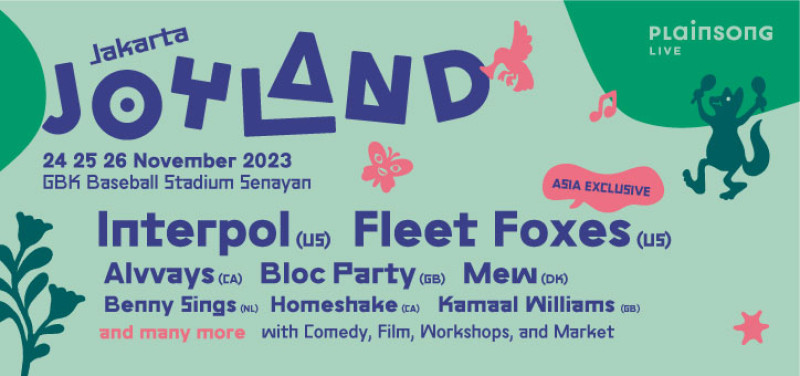 Jakarta
JOYLAND
PLAINSONG
LIVE
24 25 26 November 2023
GBK Baseball Stadium Senayan
ASIA EXCLUSIVE
Interpol (US) Fleet Foxes (US)
Alvvays (CA) Bloc Party (GB) Mew (DK)
Benny Sings (NL) Homeshake (CA) Kamaal Williams (GB)
and many more with Comedy, Film, Workshops, and Market